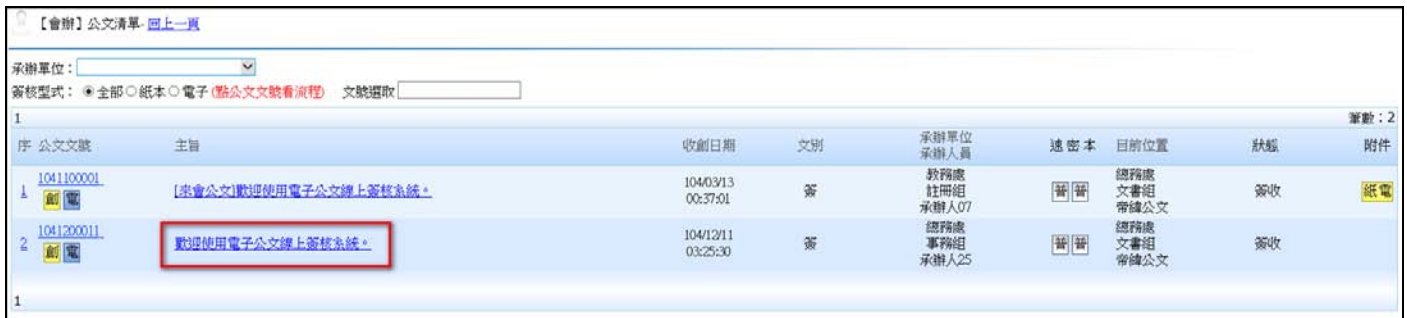 【會辦】公文清單- 回上一頁
承辦單位：
簽核型式： 全部 紙本 電子 (點公文文號看流程) 文號選取
1 筆數：2
序 公文文號 主旨 收創日期 文別 承辦單位 承辦人員 速 密 本 目前位置 狀態 附件
1 1041100001 創 電 [來會公文]歡迎使用電子公文線上簽核系統。 104/03/13 00:37:01 簽 教務處 註冊組 承辦人07 普 普 總務處 文書組 帝緯公文 簽收 紙 電
2 1041200011 創 電 歡迎使用電子公文線上簽核系統。 104/12/11 03:25:30 簽 總務處 事務組 承辦人25 普 普 總務處 文書組 帝緯公文 簽收
1